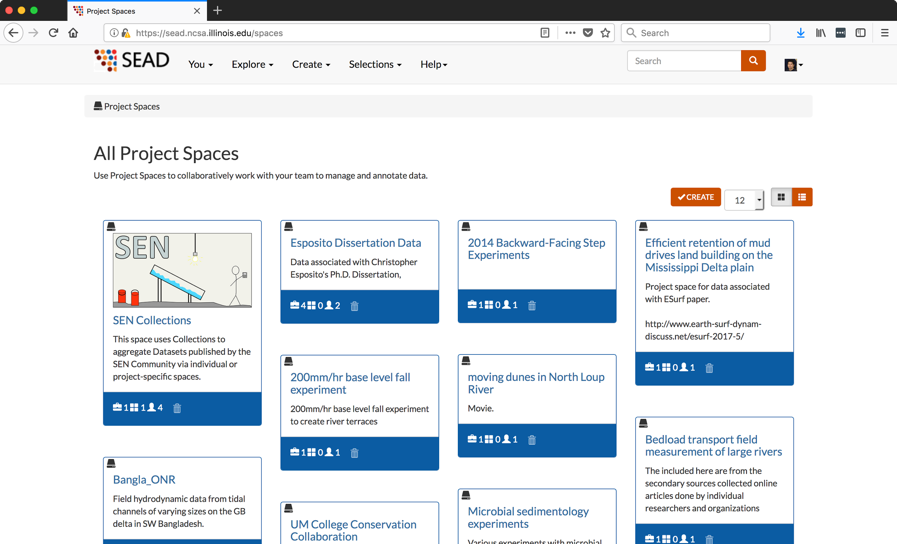 Project Spaces
https://sead.ncsa.illinois.edu/spaces
Search
SEAD
You
Explore
Create
Selections
Help
Search
Project Spaces
All Project Spaces
Use Project Spaces to collaboratively work with your team to manage and annotate data.
CREATE
12
SEN
SEN Collections
This space uses Collections to
aggregate Datasets published by the
SEN Community via individual or
project-specific spaces.
1 1 4
Bangla_ONR
Field hydrodynamic data from tidal
channels of varying sizes on the GB
delta in SW Bangladesh.
Esposito Dissertation Data
Data associated with Christopher
Esposito's Ph.D. Dissertation,
4 0 2
200mm/hr base level fall
experiment
200mm/hr base level fall experiment
to create river terraces
1 0 1
UM College Conservation
Collaboration
2014 Backward-Facing Step
Experiments
1 0 1
moving dunes in North Loup
River
Movie.
1 0 1
Microbial sedimentology
experiments
Various experiments with microbial
Efficient retention of mud
drives land building on the
Mississippi Delta plain
Project space for data associated
with ESurf paper.
http://www.earth-surf-dynam-
discuss.net/esurf-2017-5/
1 0 1
Bedload transport field
measurement of large rivers
The included here are from the
secondary sources collected online
articles done by individual
researchers and organizations
1 0 1